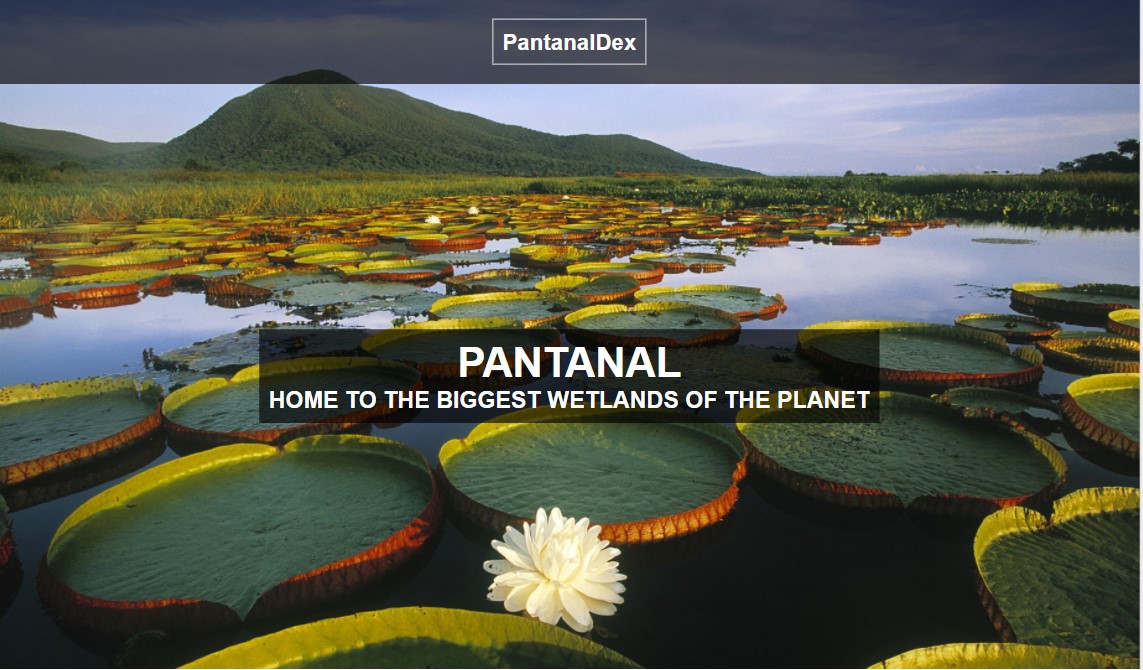 PantanalDex
PANTANAL
HOME TO THE BIGGEST WETLANDS OF THE PLANET